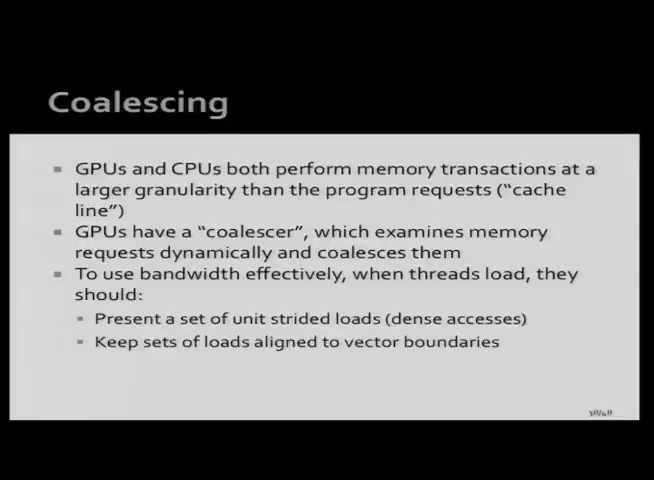 Coalescing
GPUs and CPUs both perform memory transactions at a
larger granularity than the program requests (“cache
line”)
GPUs have a “coalescer”, which examines memory
requests dynamically and coalesces them
To use bandwidth effectively, when threads load, they
should:
Present a set of unit strided loads (dense accesses)
Keep sets of loads aligned to vector boundaries